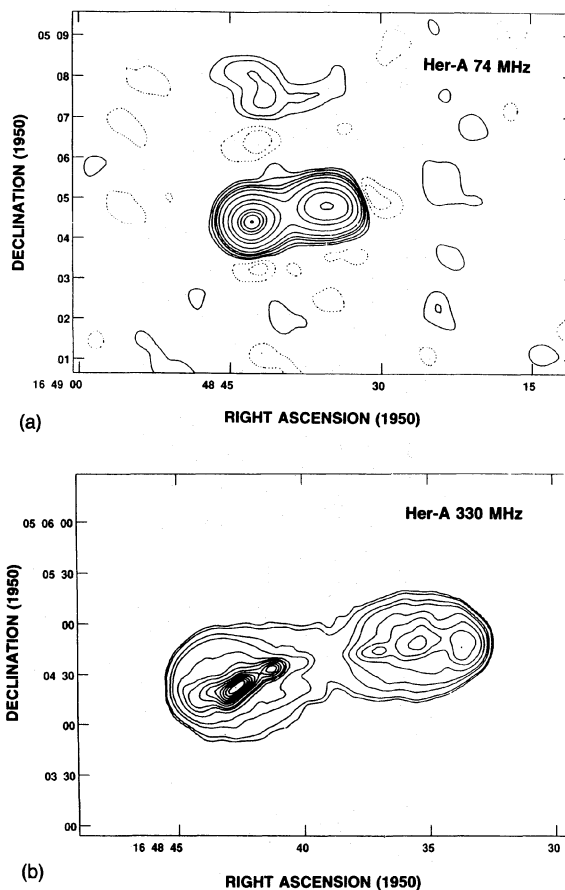 05 09
08
07
06
05
04
03
02
01
Her-A 74 MHz
DECLINATION (1950)
16 49 00
48 45
30
15
RIGHT ASCENSION (1950)
(a)
Her-A 330 MHz
05 06 00
05 30
00
04 30
00
03 30
00
DECLINATION (1950)
16 48 45
40
35
30
RIGHT ASCENSION (1950)
(b)